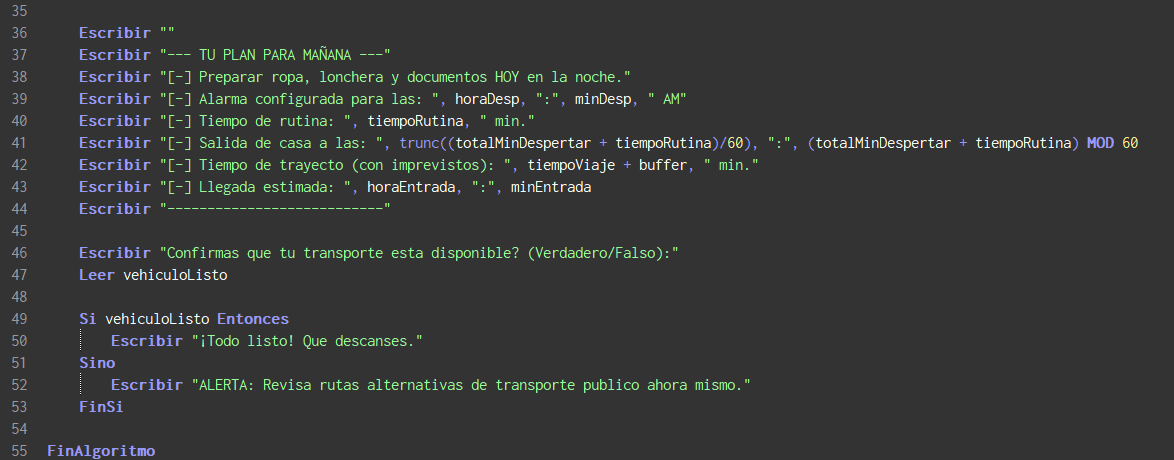 35
36 Escribir ""
37 Escribir "--- TU PLAN PARA MAÑANA ---"
38 Escribir "[-] Preparar ropa, lonchera y documentos HOY en la noche."
39 Escribir "[-] Alarma configurada para las: ", horaDesp, ":", minDesp, " AM"
40 Escribir "[-] Tiempo de rutina: ", tiempoRutina, " min."
41 Escribir "[-] Salida de casa a las: ", trunc((totalMinDespertar + tiempoRutina)/60), ":", (totalMinDespertar + tiempoRutina) MOD 60
42 Escribir "[-] Tiempo de trayecto (con imprevistos): ", tiempoViaje + buffer, " min."
43 Escribir "[-] Llegada estimada: ", horaEntrada, ":", minEntrada
44 Escribir "---------------------------"
45
46 Escribir "Confirmas que tu transporte esta disponible? (Verdadero/Falso):"
47 Leer vehiculoListo
48
49 Si vehiculoListo Entonces
50 Escribir "¡Todo listo! Que descanses."
51 Sino
52 Escribir "ALERTA: Revisa rutas alternativas de transporte publico ahora mismo."
53 FinSi
54
55 FinAlgoritmo